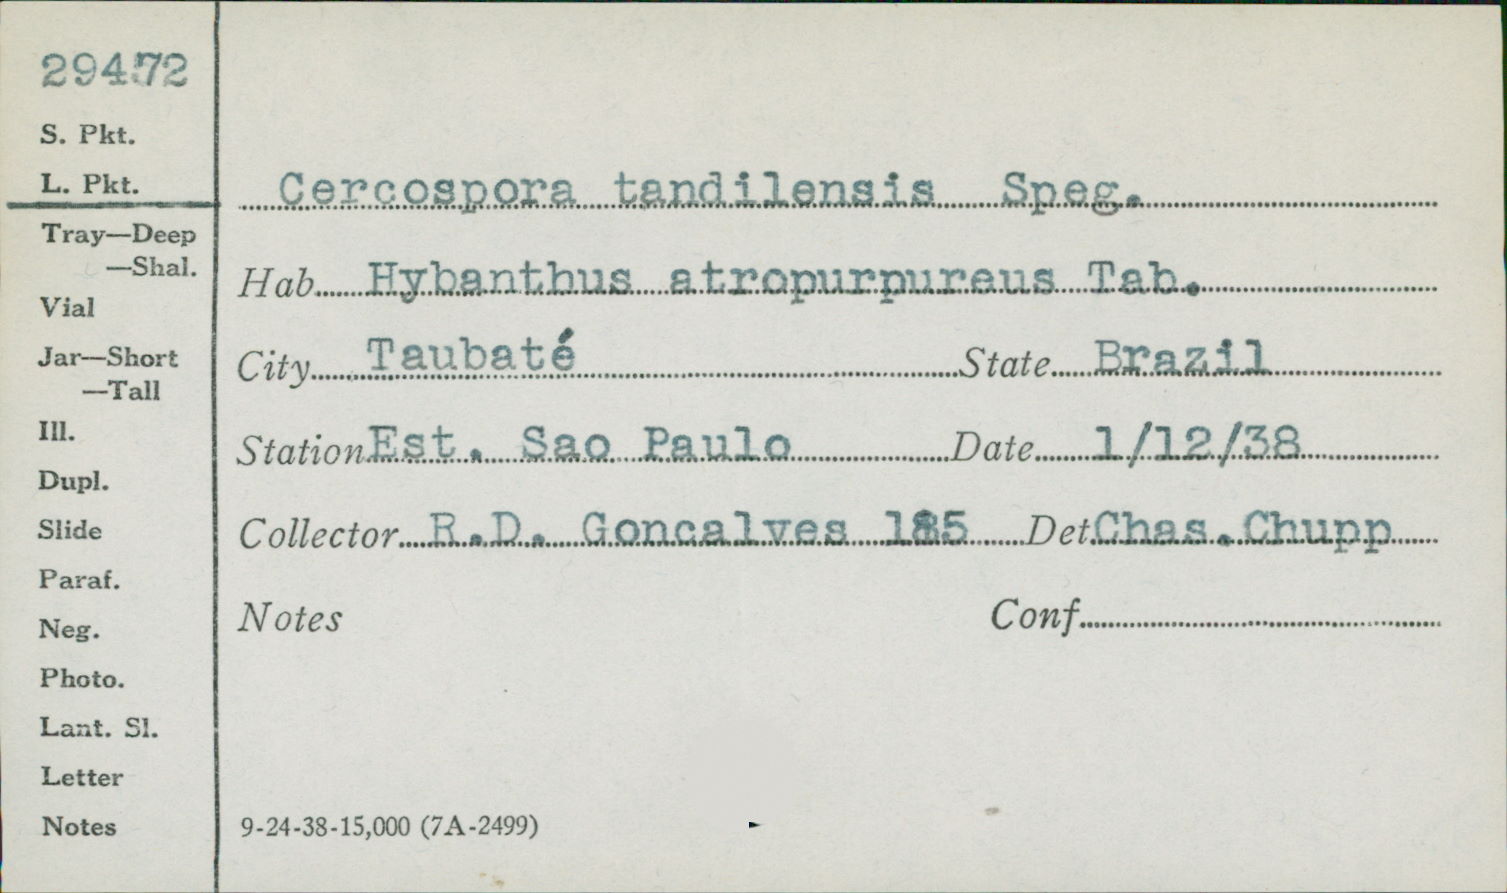 29472
S. Pkt.
L. Pkt.
Tray—Deep
—Shal.
Vial
Jar—Short
—Tall
Ill.
Dupl.
Slide
Paraf.
Neg.
Photo.
Lant. Sl.
Letter
Notes
Cercospora tandilensis Speg.
Hab. Hybanthus atropurpureus Tab.
City Taubaté State Brazil
Station Est. Sao Paulo Date 1/12/38
Collector R.D. Goncalves Det. Chas. Chupp
Notes Conf.
9-24-38-15,000 (7A-2499)